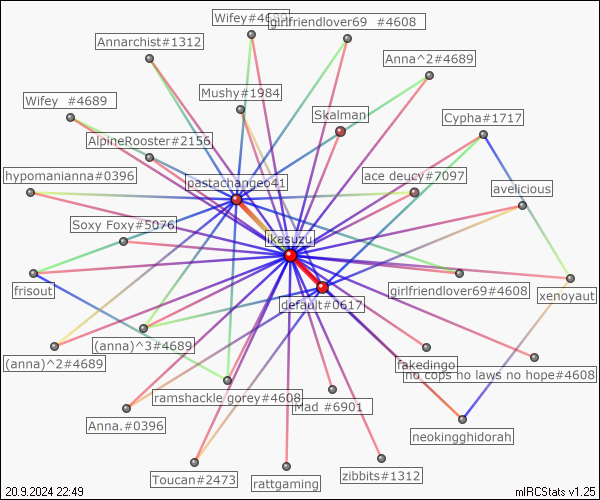 Wifey#4689
girlfriendlover69 #4608
Annarchist#1312
Anna^2#4689
Mushy#1984
Wifey #4689
Skalman
Cypha#1717
AlpineRooster#2156
hypomanianna#0396
pastachangeo41
ace deucy#7097
avelicious
Soxy Foxy#5076
ikasuzu
frisout
default#0617
girlfriendlover69#4608
xenoyaut
(anna)^3#4689
(anna)^2#4689
fakedingo
no cops no laws no hope#4608
ramshackle gorey#4608
Mad #6901
Anna.#0396
neokingghidorah
Toucan#2473
rattgaming
zibbits#1312
20.9.2024 22:49
mIRCStats v1.25